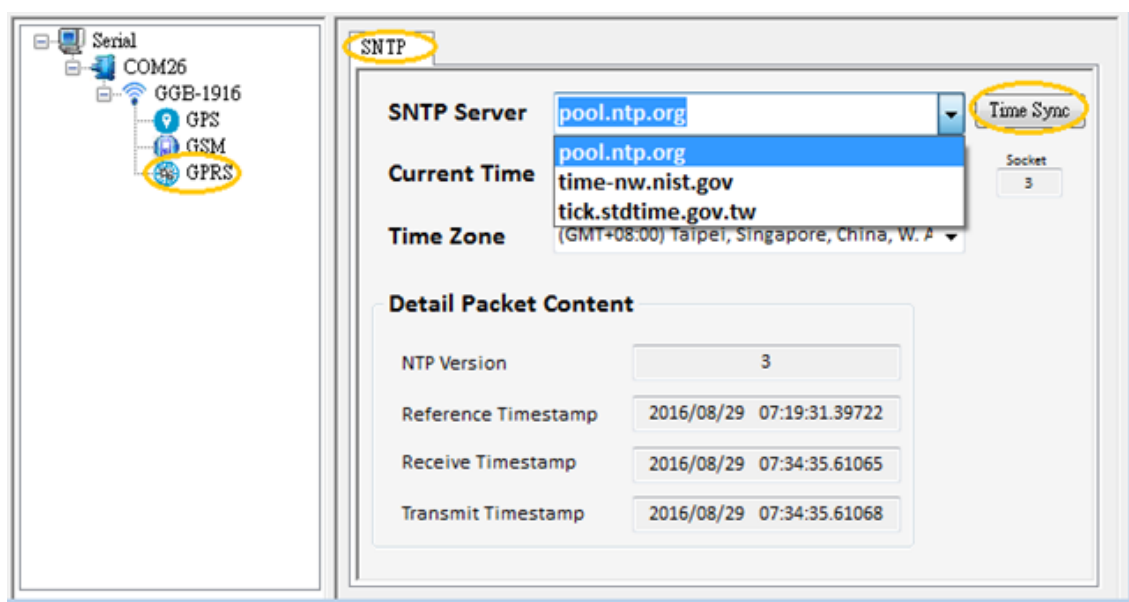 Serial
COM26
GGB-1916
GPS
GSM
GPRS
SNTP
SNTP Server pool.ntp.org Time Sync
pool.ntp.org
time-nw.nist.gov
tick.stdtime.gov.tw
Current Time
Socket
3
Time Zone (GMT+08:00) Taipei, Singapore, China, W.
Detail Packet Content
NTP Version 3
Reference Timestamp 2016/08/29 07:19:31.39722
Receive Timestamp 2016/08/29 07:34:35.61065
Transmit Timestamp 2016/08/29 07:34:35.61068